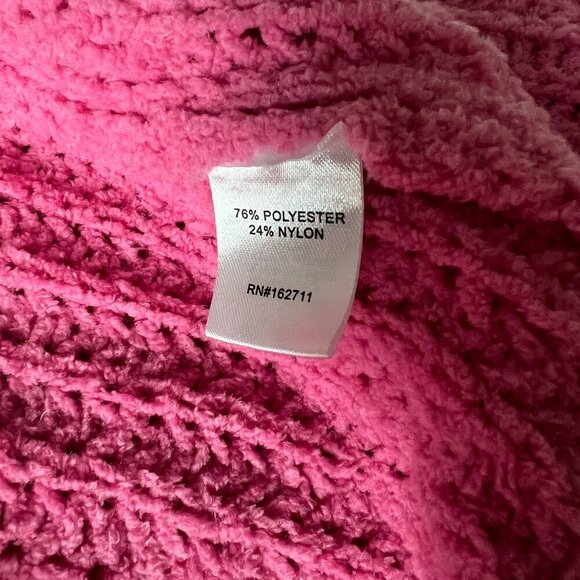 76% POLYESTER
24% NYLON
RN#162711